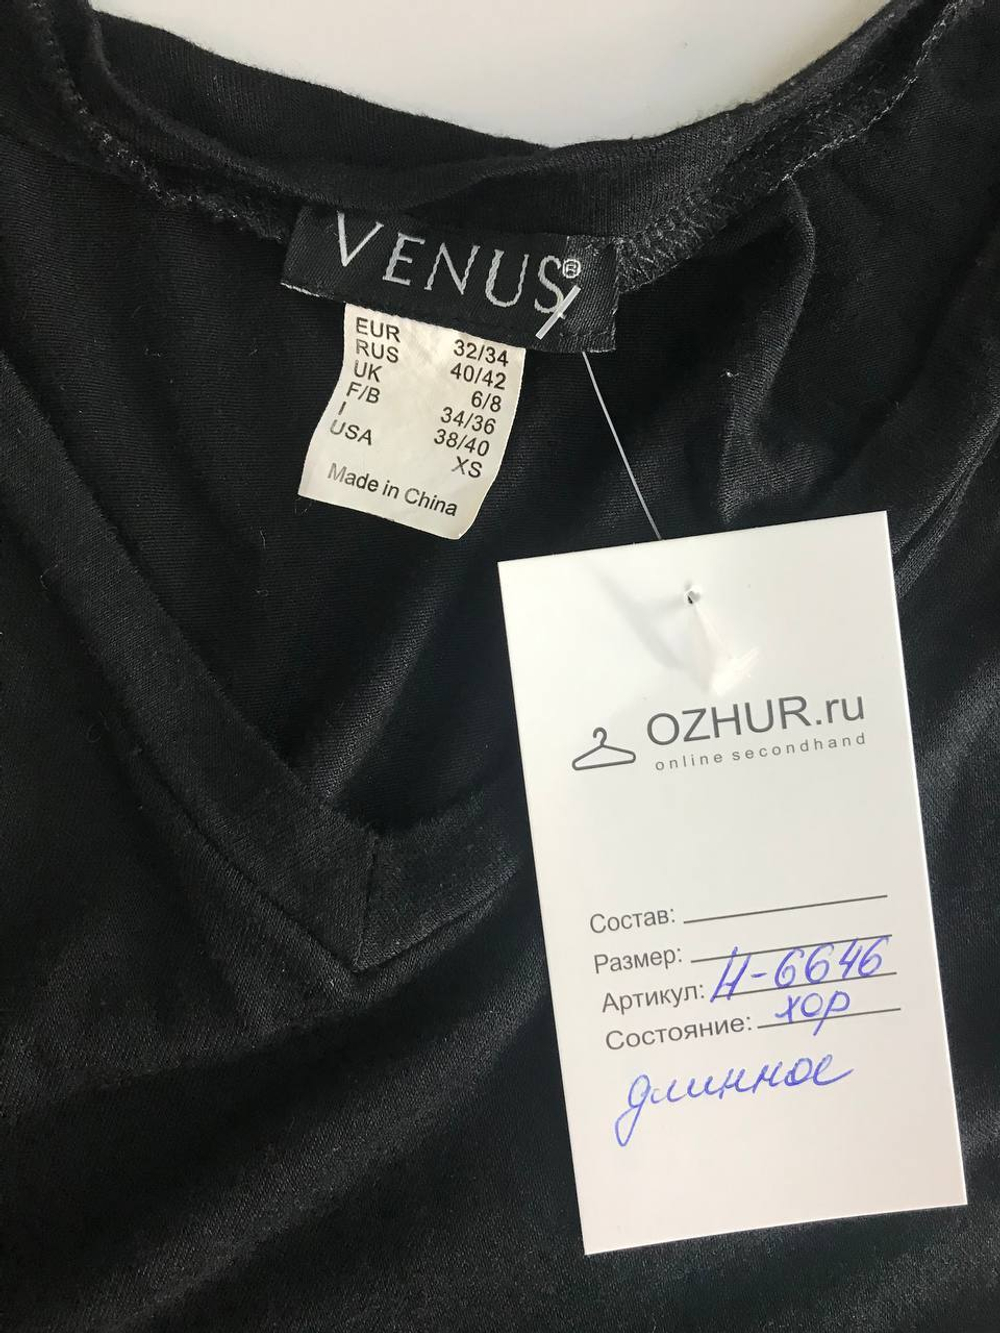 VENUS®
EUR 32/34
RUS 40/42
UK 6/8
F/B 34/36
I 38/40
USA XS
Made in China
OZHUR.ru
online secondhand
Состав:
Размер:
Артикул: Н-6646
Состояние: хор
длинное